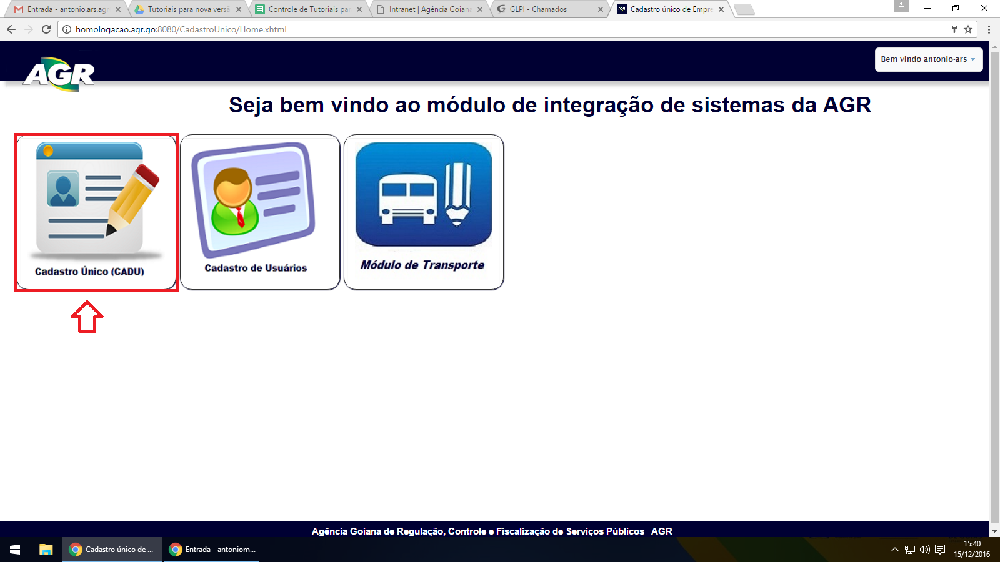 Entrada - antonio.ars.agr
Tutoriais para nova versã
Controle de Tutoriais pa
Intranet | Agência Goian
GLPI - Chamados
Cadastro único de Empre
homologacao.agr.go:8080/CadastroUnico/Home.xhtml
AGR
Bem vindo antonio-ars
Seja bem vindo ao módulo de integração de sistemas da AGR
Cadastro Único (CADU)
Cadastro de Usuários
Módulo de Transporte
Agência Goiana de Regulação, Controle e Fiscalização de Serviços Públicos AGR
Cadastro único de ...
Entrada - antoniom...
15:40
15/12/2016